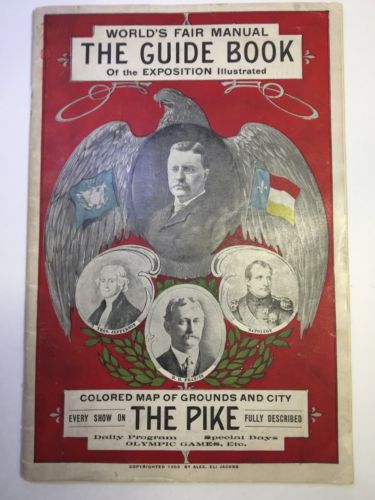 WORLD'S FAIR MANUAL
THE GUIDE BOOK
Of the EXPOSITION Illustrated
THOS. JEFFERSON
D. R. FRANCIS
NAPOLEON
COLORED MAP OF GROUNDS AND CITY
EVERY SHOW ON THE PIKE FULLY DESCRIBED
Daily Program Special Days
OLYMPIC GAMES, Etc.
COPYRIGHTED 1903 BY ALEX. ELI JACOBS